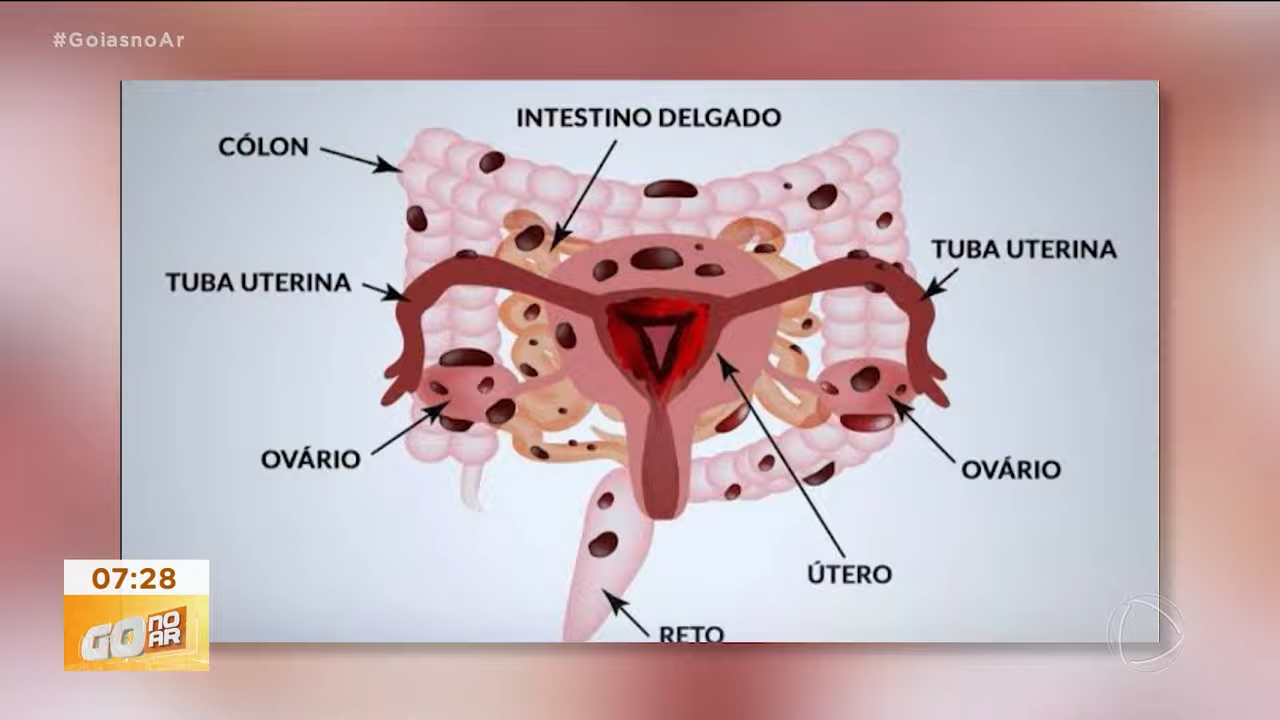 #GoiasnoAr
INTESTINO DELGADO
CÓLON
TUBA UTERINA
TUBA UTERINA
OVÁRIO
OVÁRIO
ÚTERO
RETO
07:28
GO NO
AR